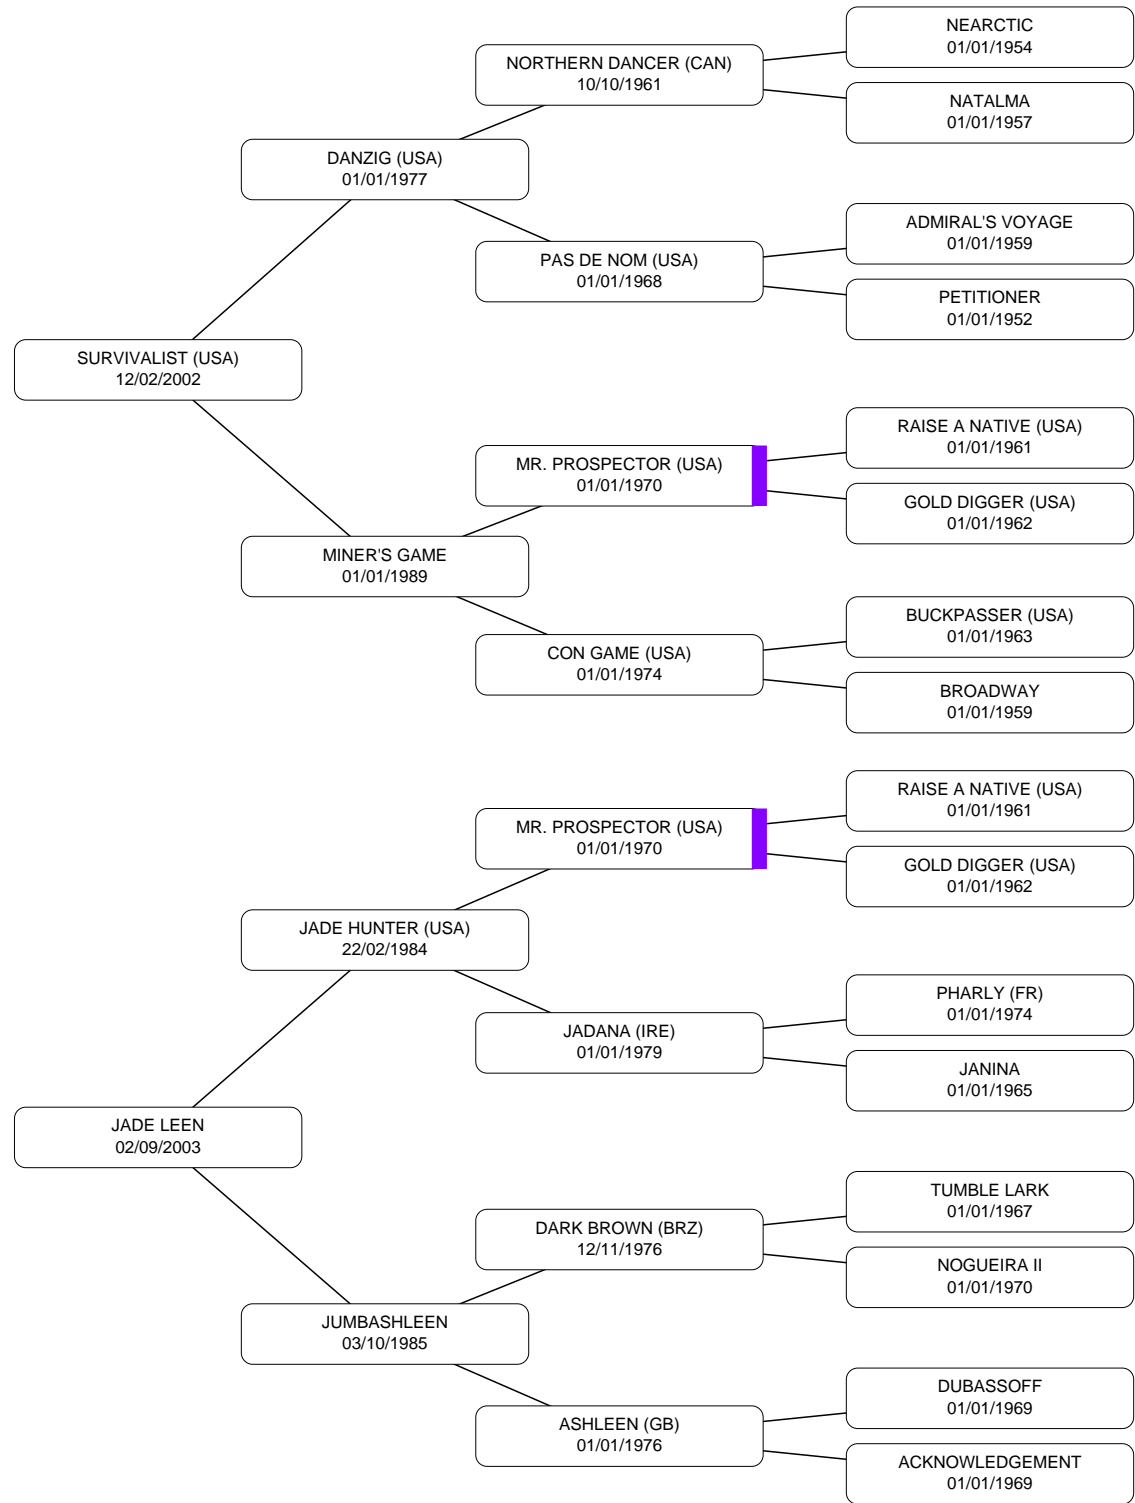 NEARCTIC
01/01/1954
NORTHERN DANCER (CAN)
10/10/1961
NATALMA
01/01/1957
DANZIG (USA)
01/01/1977
ADMIRAL'S VOYAGE
01/01/1959
PAS DE NOM (USA)
01/01/1968
PETITIONER
01/01/1952
SURVIVALIST (USA)
12/02/2002
RAISE A NATIVE (USA)
01/01/1961
MR. PROSPECTOR (USA)
01/01/1970
GOLD DIGGER (USA)
01/01/1962
MINER'S GAME
01/01/1989
BUCKPASSER (USA)
01/01/1963
CON GAME (USA)
01/01/1974
BROADWAY
01/01/1959
RAISE A NATIVE (USA)
01/01/1961
MR. PROSPECTOR (USA)
01/01/1970
GOLD DIGGER (USA)
01/01/1962
JADE HUNTER (USA)
22/02/1984
PHARLY (FR)
01/01/1974
JADANA (IRE)
01/01/1979
JANINA
01/01/1965
JADE LEEN
02/09/2003
TUMBLE LARK
01/01/1967
DARK BROWN (BRZ)
12/11/1976
NOGUEIRA II
01/01/1970
JUMBASHLEEN
03/10/1985
DUBASSOFF
01/01/1969
ASHLEEN (GB)
01/01/1976
ACKNOWLEDGEMENT
01/01/1969